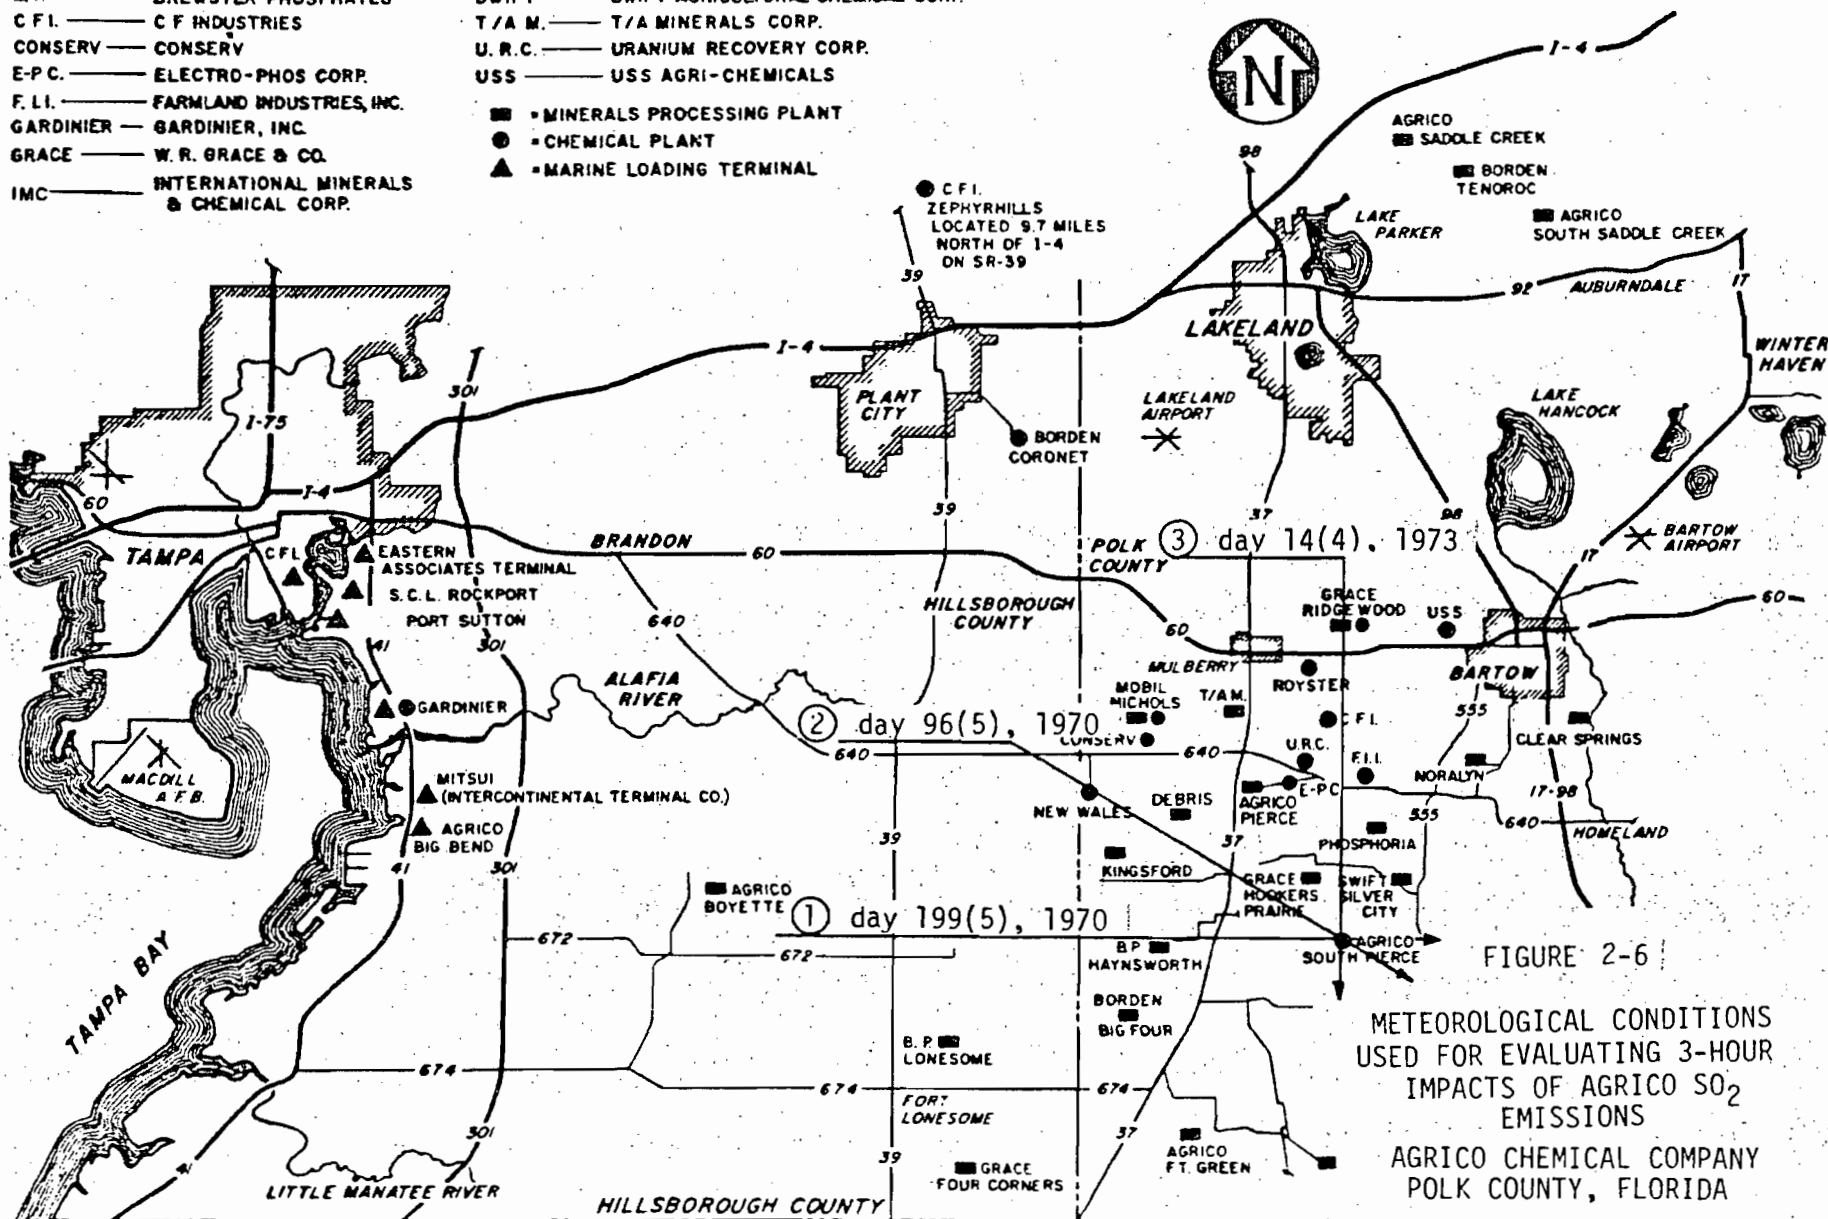 BREWSTER PHOSPHATES
C F I. C F INDUSTRIES
CONSERV CONSERV
E-P C. ELECTRO-PHOS CORP.
F. L I. FARMLAND INDUSTRIES, INC.
GARDINIER GARDINIER, INC.
GRACE W. R. GRACE & CO.
IMC INTERNATIONAL MINERALS
& CHEMICAL CORP.
SWIFT SWIFT AGRICULTURAL CHEMICAL CORP.
T/A M. T/A MINERALS CORP.
U. R.C. URANIUM RECOVERY CORP.
USS USS AGRI-CHEMICALS
= MINERALS PROCESSING PLANT
= CHEMICAL PLANT
= MARINE LOADING TERMINAL
N
I-4
98
AGRICO
SADDLE CREEK
BORDEN
TENOROC
AGRICO
SOUTH SADDLE CREEK
LAKE
PARKER
C F I.
ZEPHYRHILLS
LOCATED 9.7 MILES
NORTH OF I-4
ON SR-39
39
92
AUBURNDALE
17
LAKELAND
WINTER
HAVEN
I-4
301
PLANT
CITY
LAKELAND
AIRPORT
LAKE
HANCOCK
I-75
BORDEN
CORONET
I-4
60
39
37
98
TAMPA
C F I.
EASTERN
ASSOCIATES TERMINAL
S.C.L. ROCKPORT
PORT SUTTON
BRANDON
60
POLK
COUNTY
3 day 14(4), 1973
BARTOW
AIRPORT
17
60
HILLSBOROUGH
COUNTY
640
GRACE
RIDGEWOOD
USS
60
41
301
MULBERRY
ROYSTER
BARTOW
ALAFIA
RIVER
MOBIL
NICHOLS
T/A M.
GARDINIER
2 day 96(5), 1970
CONSERV
C F I.
555
CLEAR SPRINGS
640
640
U.R.C.
F.L.I.
NORALYN
MACDILL
A.F.B.
MITSUI
(INTERCONTINENTAL TERMINAL CO.)
NEW WALES
DEBRIS
AGRICO
PIERCE
E-PC
17-98
AGRICO
BIG BEND
39
37
555
640
HOMELAND
PHOSPHORIA
41
301
KINGSFORD
GRACE
HOOKERS
PRAIRIE
SWIFT
SILVER
CITY
AGRICO
BOYETTE
1 day 199(5), 1970
672
672
B.P.
HAYNSWORTH
AGRICO
SOUTH PIERCE
FIGURE 2-6
TAMPA BAY
BORDEN
BIG FOUR
METEOROLOGICAL CONDITIONS
USED FOR EVALUATING 3-HOUR
IMPACTS OF AGRICO SO2
EMISSIONS
B. P.
LONESOME
674
674
674
FORT
LONESOME
301
37
39
AGRICO
FT. GREEN
AGRICO CHEMICAL COMPANY
POLK COUNTY, FLORIDA
41
LITTLE MANATEE RIVER
GRACE
FOUR CORNERS
HILLSBOROUGH COUNTY